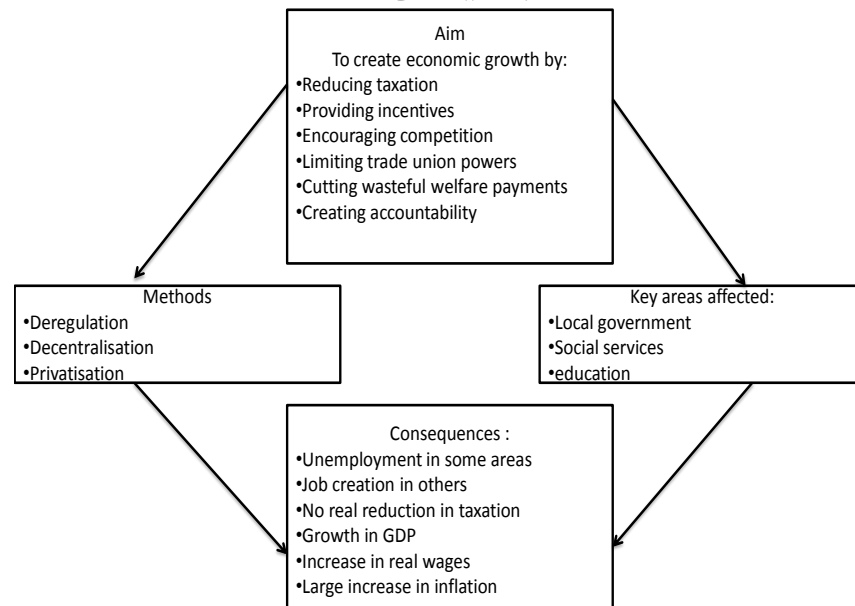 Aim
To create economic growth by:
•Reducing taxation
•Providing incentives
•Encouraging competition
•Limiting trade union powers
•Cutting wasteful welfare payments
•Creating accountability
Methods
•Deregulation
•Decentralisation
•Privatisation
Key areas affected:
•Local government
•Social services
•education
Consequences :
•Unemployment in some areas
•Job creation in others
•No real reduction in taxation
•Growth in GDP
•Increase in real wages
•Large increase in inflation